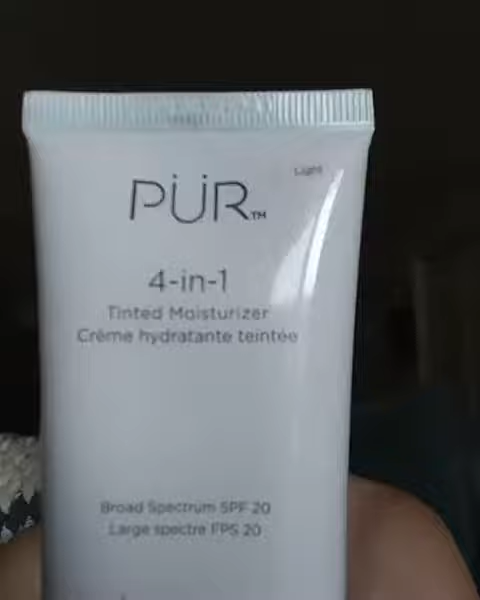 Light
PÜR™
4-in-1
Tinted Moisturizer
Crème hydratante teintée
Broad Spectrum SPF 20
Large spectre FPS 20